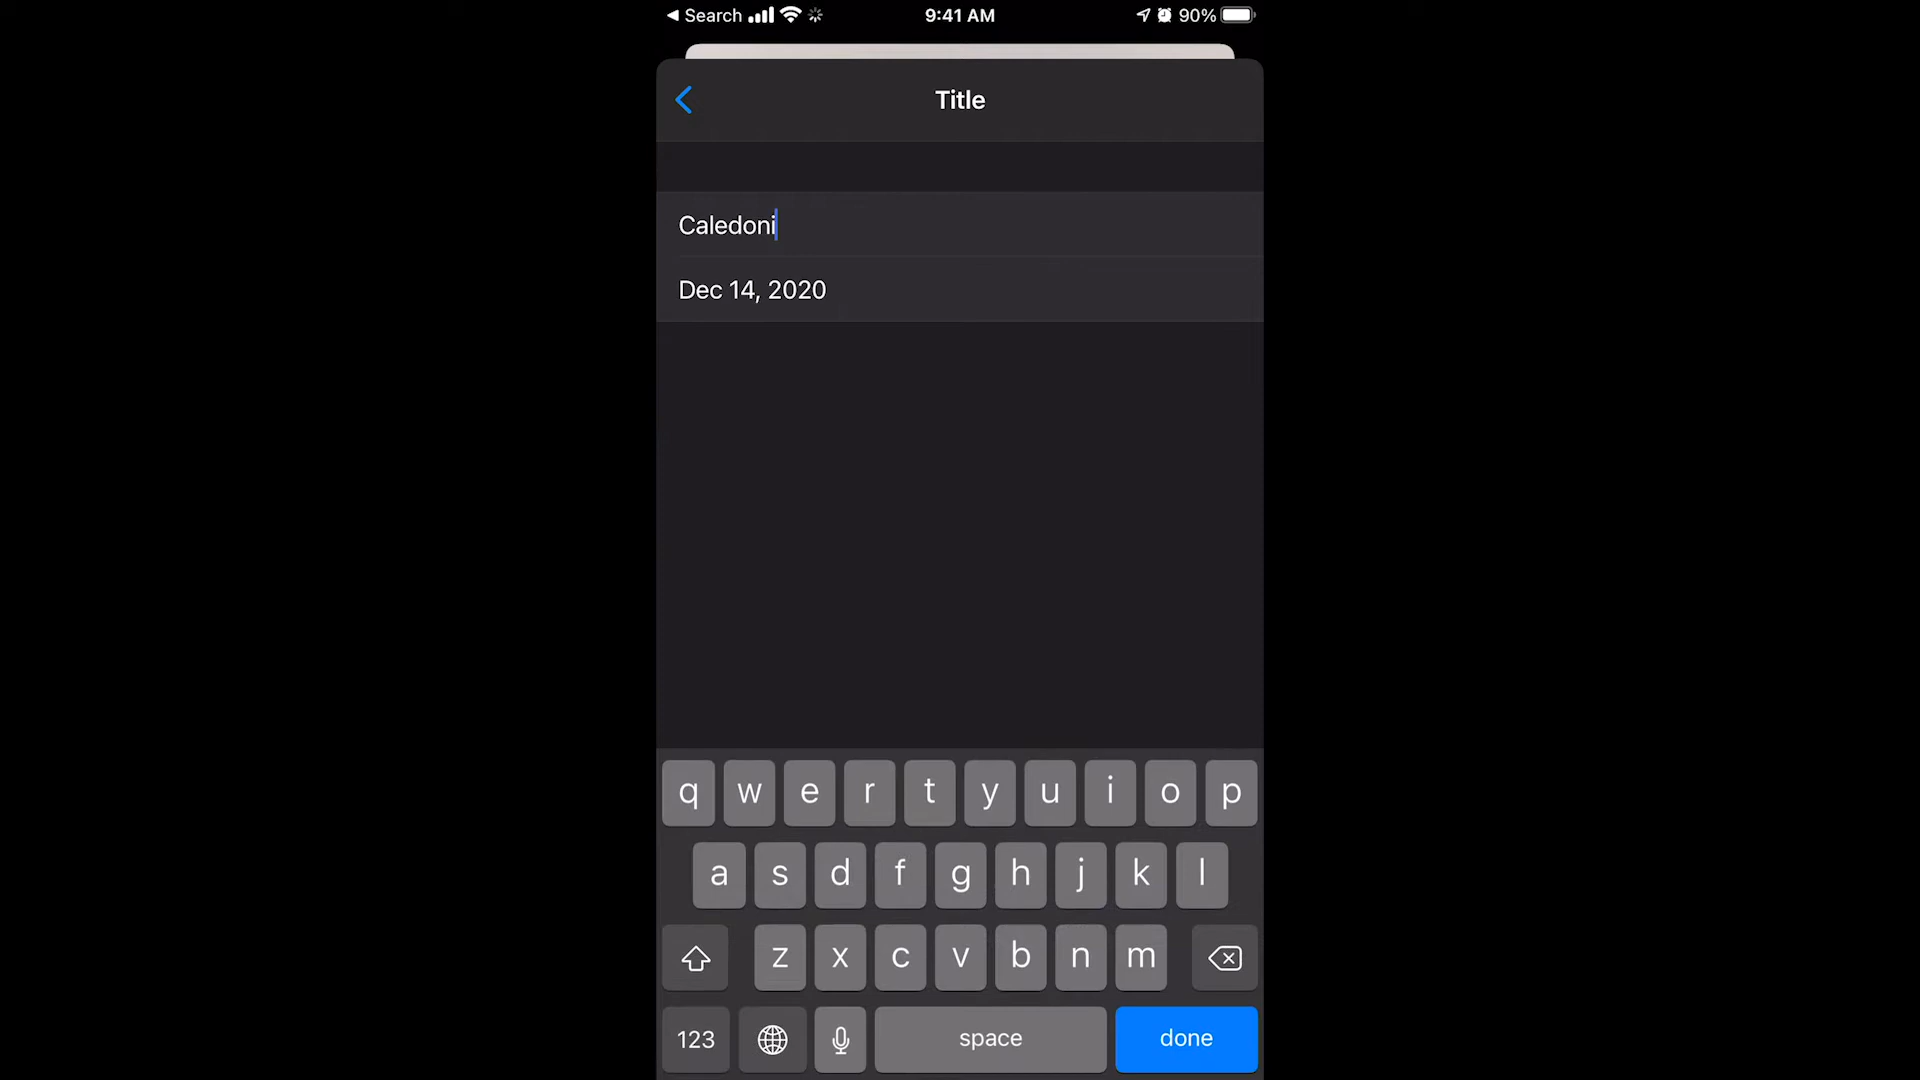 Search 9:41 AM 90%
Title
Caledoni
Dec 14, 2020
q w e r t y u i o p
a s d f g h j k l
z x c v b n m
123 space done